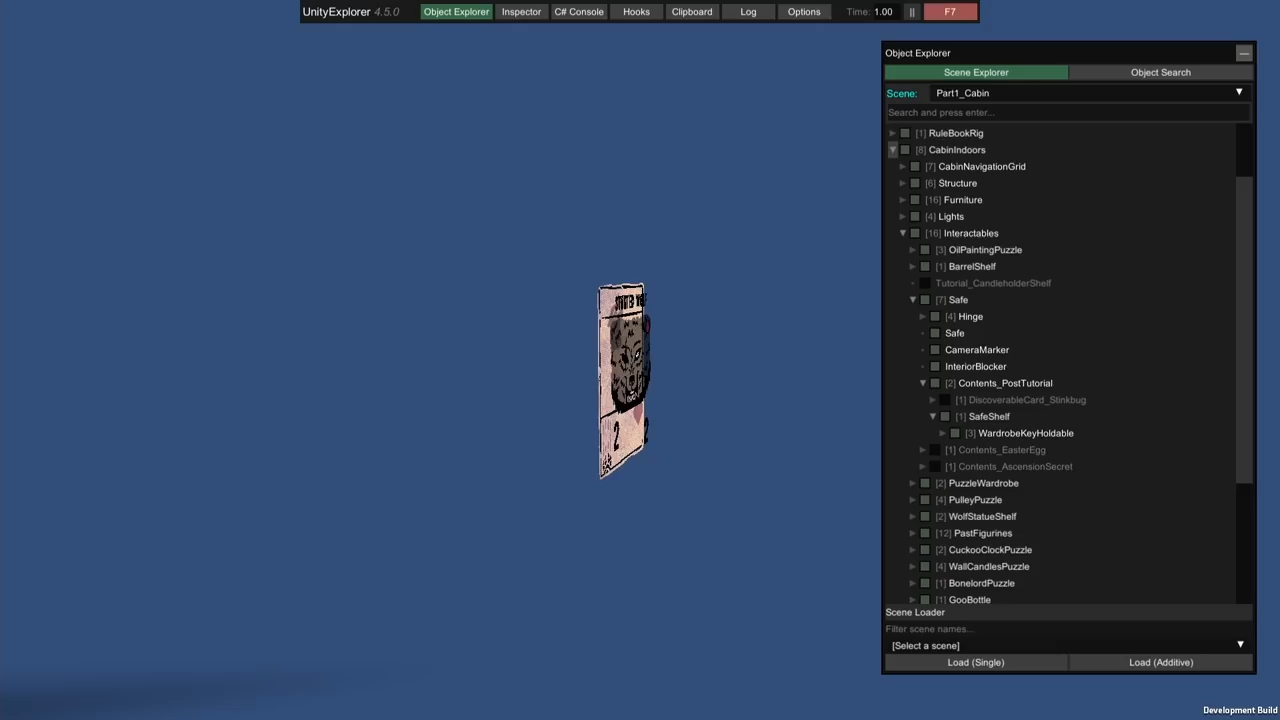 UnityExplorer 4.5.0
Object Explorer
Inspector
C# Console
Hooks
Clipboard
Log
Options
Time: 1.00
||
F7
Object Explorer
Scene Explorer
Object Search
Scene: Part1_Cabin
Search and press enter...
[1] RuleBookRig
[8] CabinIndoors
[7] CabinNavigationGrid
[6] Structure
[16] Furniture
[4] Lights
[16] Interactables
[3] OilPaintingPuzzle
[1] BarrelShelf
Tutorial_CandleholderShelf
[7] Safe
[4] Hinge
Safe
CameraMarker
InteriorBlocker
[2] Contents_PostTutorial
[1] DiscoverableCard_Stinkbug
[1] SafeShelf
[3] WardrobeKeyHoldable
[1] Contents_EasterEgg
[1] Contents_AscensionSecret
[2] PuzzleWardrobe
[4] PulleyPuzzle
[2] WolfStatueShelf
[12] PastFigurines
[2] CuckooClockPuzzle
[4] WallCandlesPuzzle
[1] BonelordPuzzle
[1] GooBottle
Scene Loader
Filter scene names...
[Select a scene]
Load (Single)
Load (Additive)
2
2
Development Build